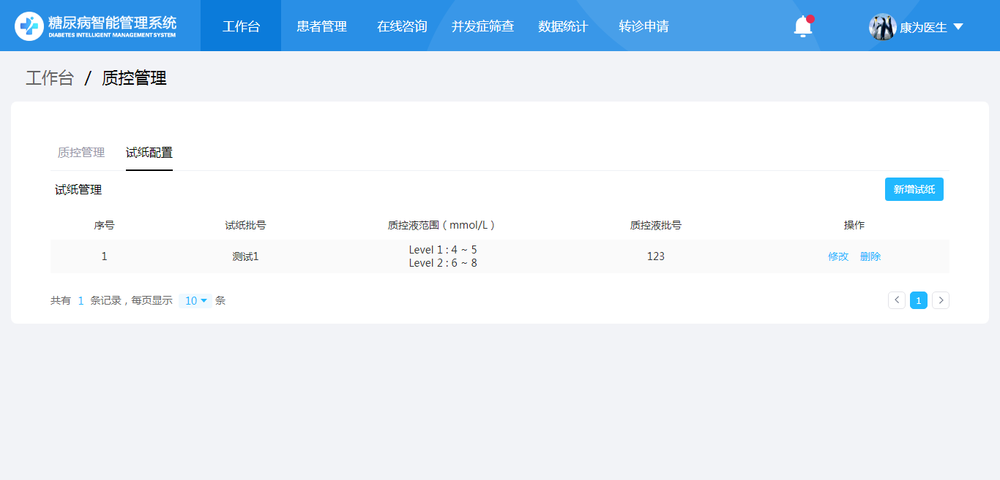 糖尿病智能管理系统
DIABETES INTELLIGENT MANAGEMENT SYSTEM
工作台 患者管理 在线咨询 并发症筛查 数据统计 转诊申请 康为医生
工作台 / 质控管理
质控管理 试纸配置
试纸管理 新增试纸
序号 试纸批号 质控液范围（mmol/L） 质控液批号 操作
1 测试1 Level 1 : 4 ~ 5 123 修改 删除
Level 2 : 6 ~ 8
共有 1 条记录，每页显示 10 条 1